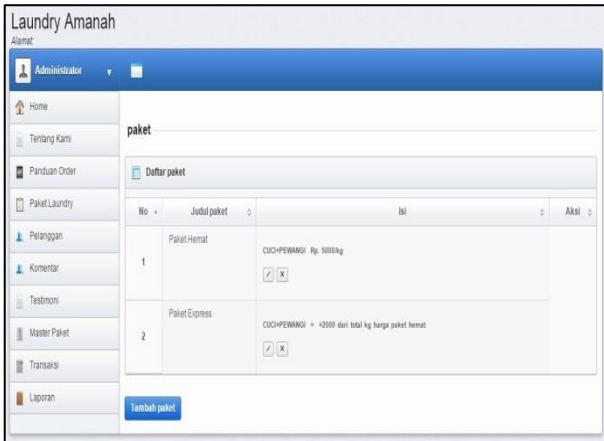 Laundry Amanah
Alamat:
Administrator
Home
Tentang Kami
Panduan Order
Paket Laundry
Pelanggan
Komentar
Testimoni
Master Paket
Transaksi
Laporan
paket
Daftar paket
No Judul paket Isi Aksi
1 Paket Hemat
CUCI+PEWANGI Rp. 5000/kg
2 Paket Express
CUCI+PEWANGI = +2000 dari total kg harga paket hemat
Tambah paket